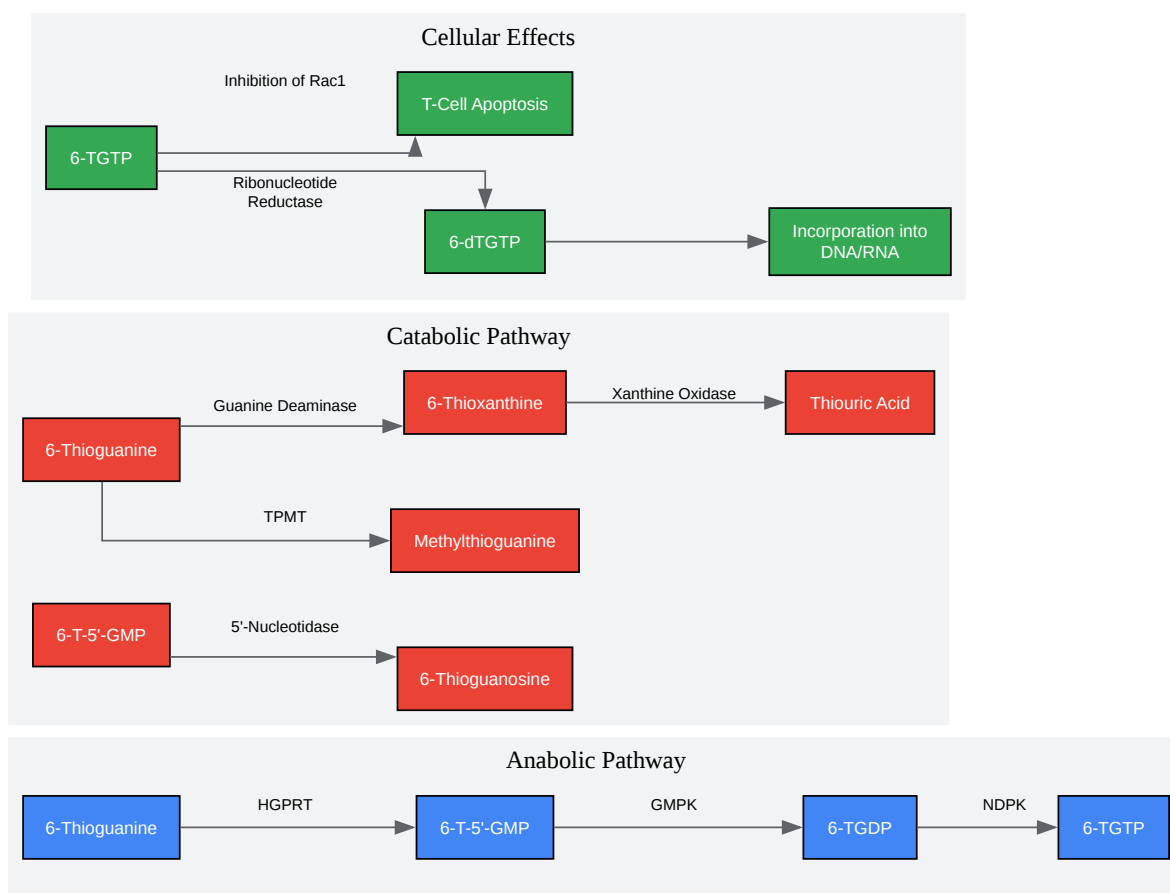 Cellular Effects
Inhibition of Rac1
T-Cell Apoptosis
6-TGTP
Ribonucleotide
Reductase
6-dTGTP
Incorporation into
DNA/RNA
Catabolic Pathway
6-Thioguanine
Guanine Deaminase
6-Thioxanthine
Xanthine Oxidase
Thiouric Acid
TPMT
Methylthioguanine
6-T-5'-GMP
5'-Nucleotidase
6-Thioguanosine
Anabolic Pathway
6-Thioguanine
HGPRT
6-T-5'-GMP
GMPK
6-TGDP
NDPK
6-TGTP